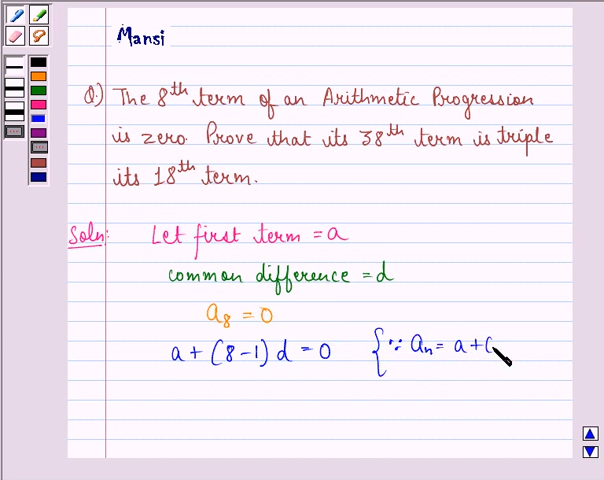 Mansi
Q.) The 8th term of an Arithmetic Progression
is zero. Prove that its 38th term is triple
its 18th term.
Soln: Let first term = a
common difference = d
a₈ = 0
a + (8 - 1) d = 0 { ∵ aₙ = a + (